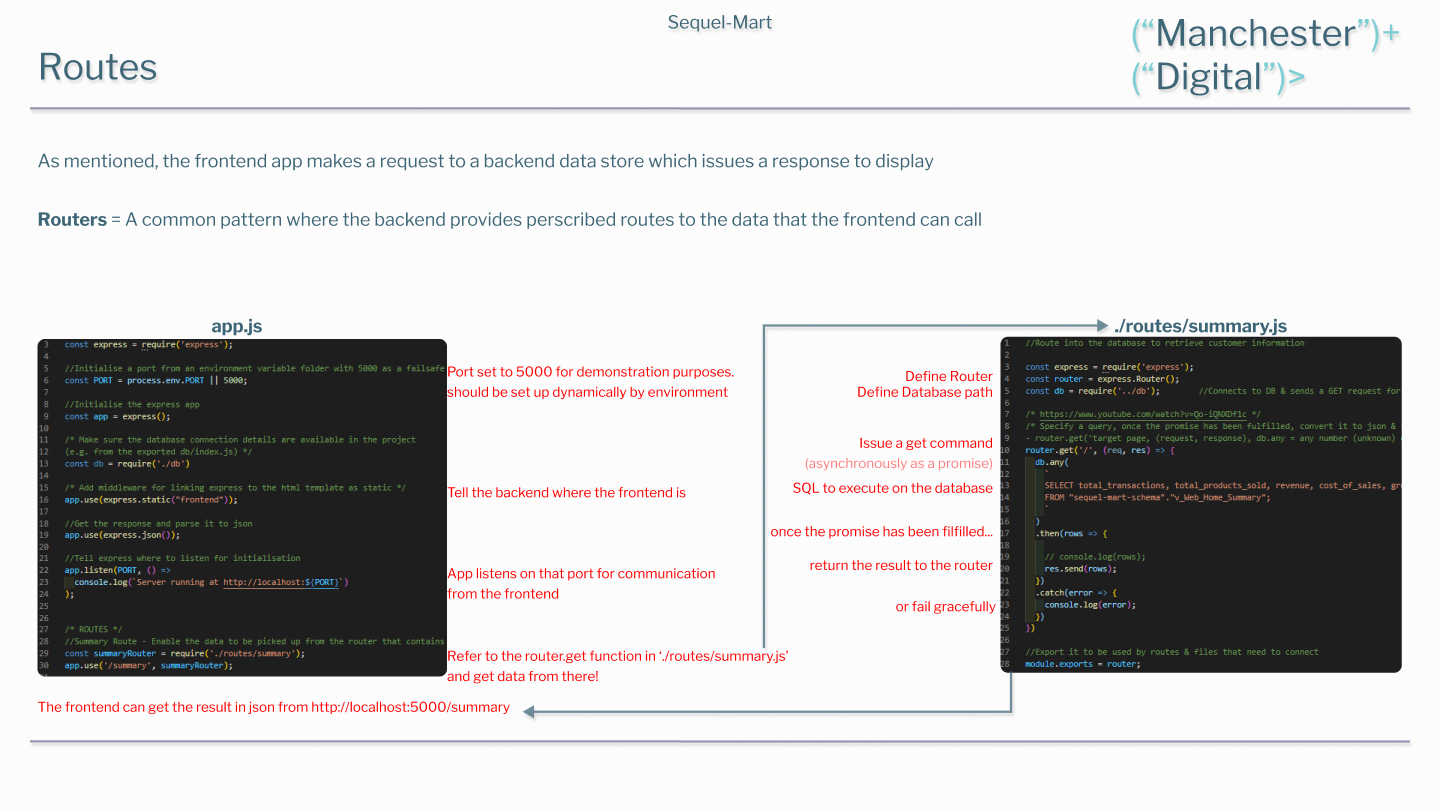 Sequel-Mart
(“Manchester”)+
(“Digital”)>
Routes
As mentioned, the frontend app makes a request to a backend data store which issues a response to display
Routers = A common pattern where the backend provides perscribed routes to the data that the frontend can call
app.js
3 const express = require('express');
4
5 //Initialise a port from an environment variable folder with 5000 as a failsafe
6 const PORT = process.env.PORT || 5000;
7
8 //Initialise the express app
9 const app = express();
10
11 /* Make sure the database connection details are available in the project
12 (e.g. from the exported db/index.js) */
13 const db = require('./db')
14
15 /* Add middleware for linking express to the html template as static */
16 app.use(express.static("frontend"));
17
18 //Get the response and parse it to json
19 app.use(express.json());
20
21 //Tell express where to listen for initialisation
22 app.listen(PORT, () =>
23 console.log(`Server running at http://localhost:${PORT}`)
24 );
25
26
27 /* ROUTES */
28 //Summary Route - Enable the data to be picked up from the router that contains
29 const summaryRouter = require('./routes/summary');
30 app.use('/summary', summaryRouter);
Port set to 5000 for demonstration purposes.
should be set up dynamically by environment
Tell the backend where the frontend is
App listens on that port for communication
from the frontend
Refer to the router.get function in ‘./routes/summary.js’
and get data from there!
The frontend can get the result in json from http://localhost:5000/summary
Define Router
Define Database path
Issue a get command
(asynchronously as a promise)
SQL to execute on the database
once the promise has been filfilled...
return the result to the router
or fail gracefully
./routes/summary.js
1 //Route into the database to retrieve customer information
2
3 const express = require('express');
4 const router = express.Router();
5 const db = require('../db'); //Connects to DB & sends a GET request for
6
7 /* https://www.youtube.com/watch?v=Qo-iQNXDf1c */
8 /* Specify a query, once the promise has been fulfilled, convert it to json &
9 - router.get('target page, (request, response), db.any = any number (unknown)
10 router.get('/', (req, res) => {
11 db.any(
12 `
13 SELECT total_transactions, total_products_sold, revenue, cost_of_sales, gr
14 FROM "sequel-mart-schema"."v_Web_Home_Summary";
15 `
16 )
17 .then(rows => {
18
19 // console.log(rows);
20 res.send(rows);
21 })
22 .catch(error => {
23 console.log(error);
24 })
25 })
26
27 //Export it to be used by routes & files that need to connect
28 module.exports = router;